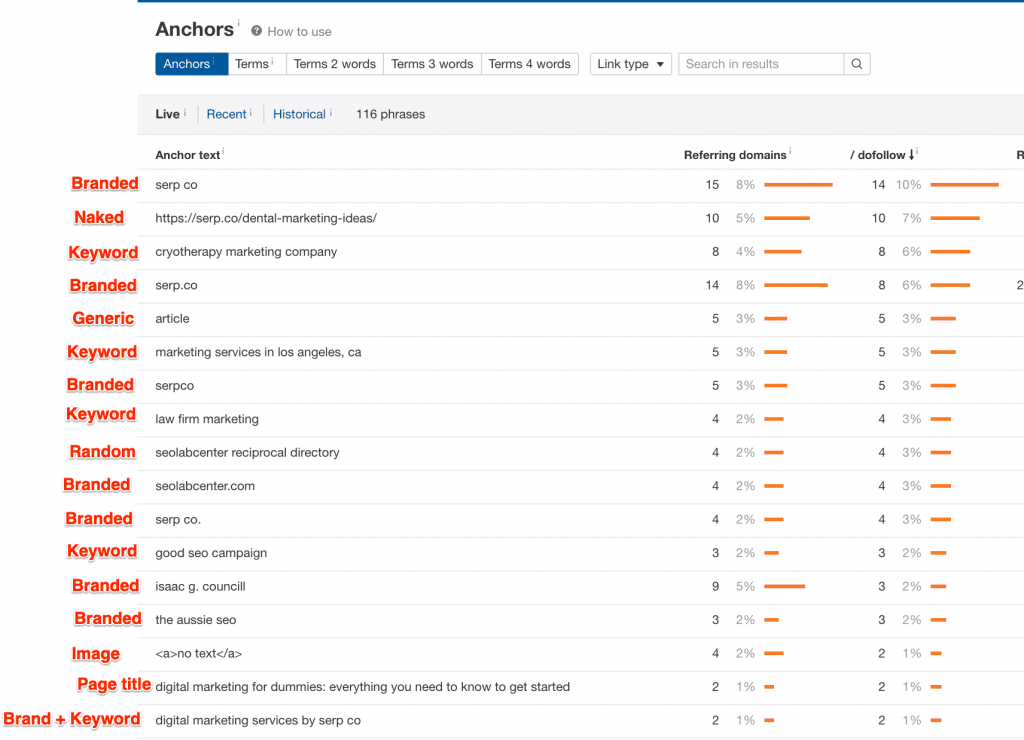 Anchors i ? How to use
Anchors i Terms i Terms 2 words Terms 3 words Terms 4 words Link type ▼ Search in results
Live i Recent i Historical i 116 phrases
Anchor text i Referring domains i / dofollow ↓ i R
Branded serp co 15 8% 14 10%
Naked https://serp.co/dental-marketing-ideas/ 10 5% 10 7%
Keyword cryotherapy marketing company 8 4% 8 6%
Branded serp.co 14 8% 8 6% 2
Generic article 5 3% 5 3%
Keyword marketing services in los angeles, ca 5 3% 5 3%
Branded serpco 5 3% 5 3%
Keyword law firm marketing 4 2% 4 3%
Random seolabcenter reciprocal directory 4 2% 4 3%
Branded seolabcenter.com 4 2% 4 3%
Branded serp co. 4 2% 4 3%
Keyword good seo campaign 3 2% 3 2%
Branded isaac g. councill 9 5% 3 2%
Branded the aussie seo 3 2% 3 2%
Image <a>no text</a> 4 2% 2 1%
Page title digital marketing for dummies: everything you need to know to get started 2 1% 2 1%
Brand + Keyword digital marketing services by serp co 2 1% 2 1%